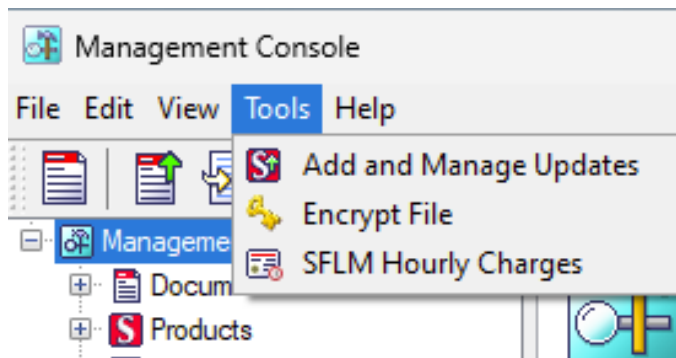 Management Console
File Edit View Tools Help
Add and Manage Updates
Encrypt File
SFLM Hourly Charges
Manageme
Docum
Products